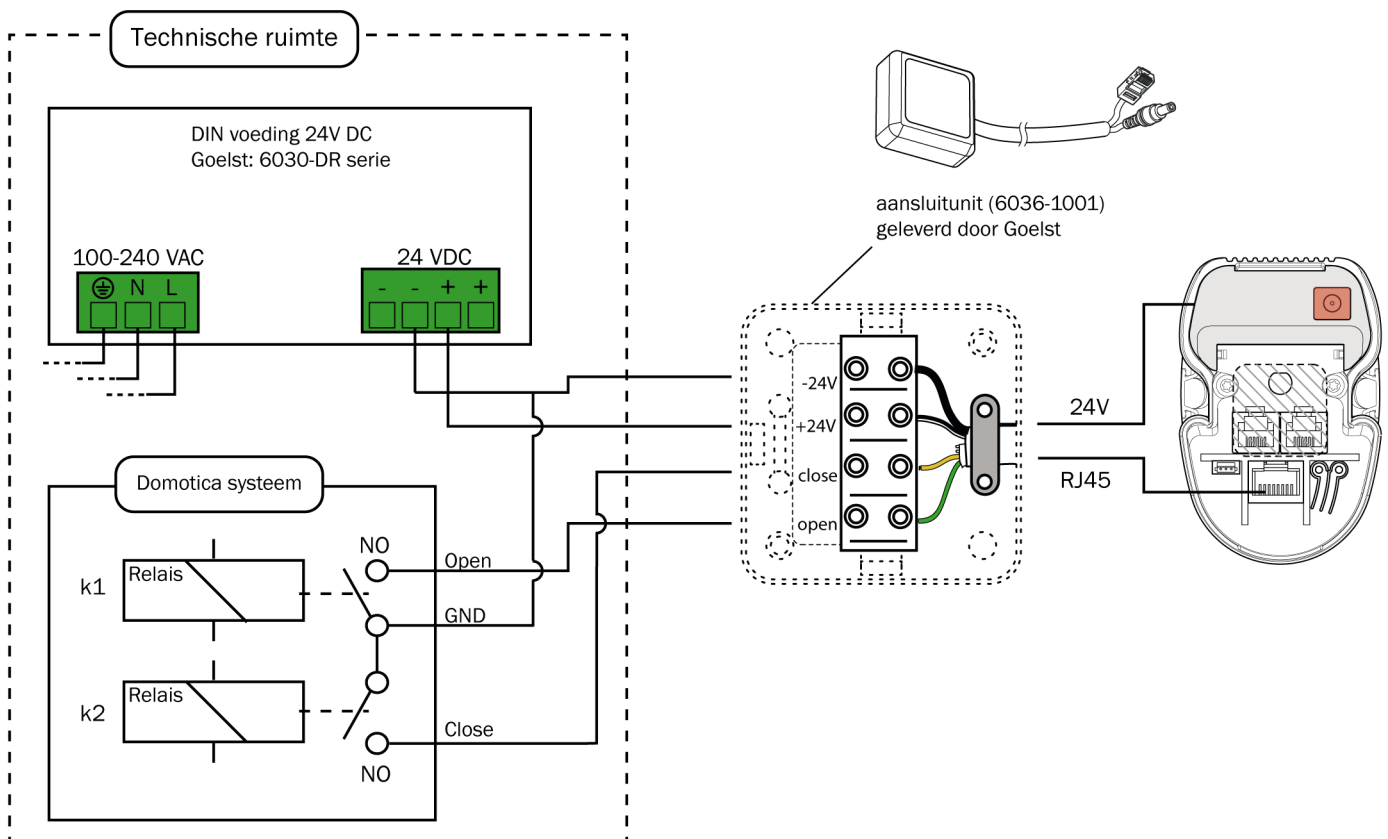 Technische ruimte
DIN voeding 24V DC
Goelst: 6030-DR serie
100-240 VAC
N L
24 VDC
- - + +
aansluitunit (6036-1001)
geleverd door Goelst
-24V
+24V
close
open
24V
RJ45
Domotica systeem
k1
Relais
NO
Open
GND
k2
Relais
Close
NO